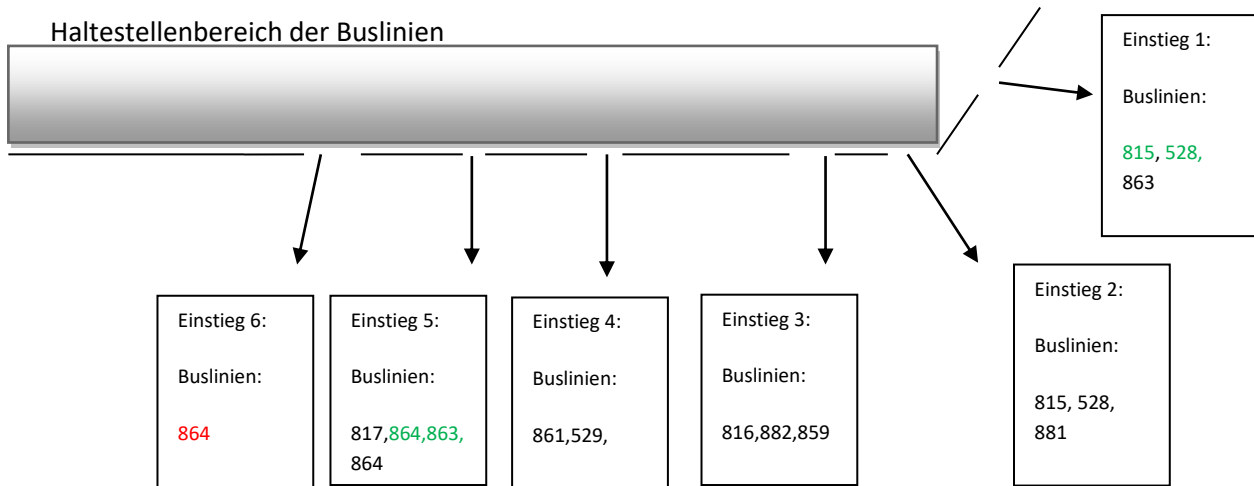 Haltestellenbereich der Buslinien
Einstieg 1:
Buslinien:
815, 528,
863
Einstieg 2:
Buslinien:
815, 528,
881
Einstieg 3:
Buslinien:
816,882,859
Einstieg 4:
Buslinien:
861,529,
Einstieg 5:
Buslinien:
817,864,863,
864
Einstieg 6:
Buslinien:
864